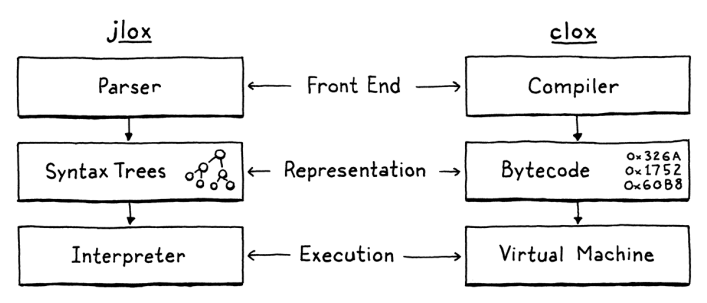 jlox
clox
Parser
Front End
Compiler
Syntax Trees
Representation
Bytecode
0x326A
0x1752
0x60B8
Interpreter
Execution
Virtual Machine